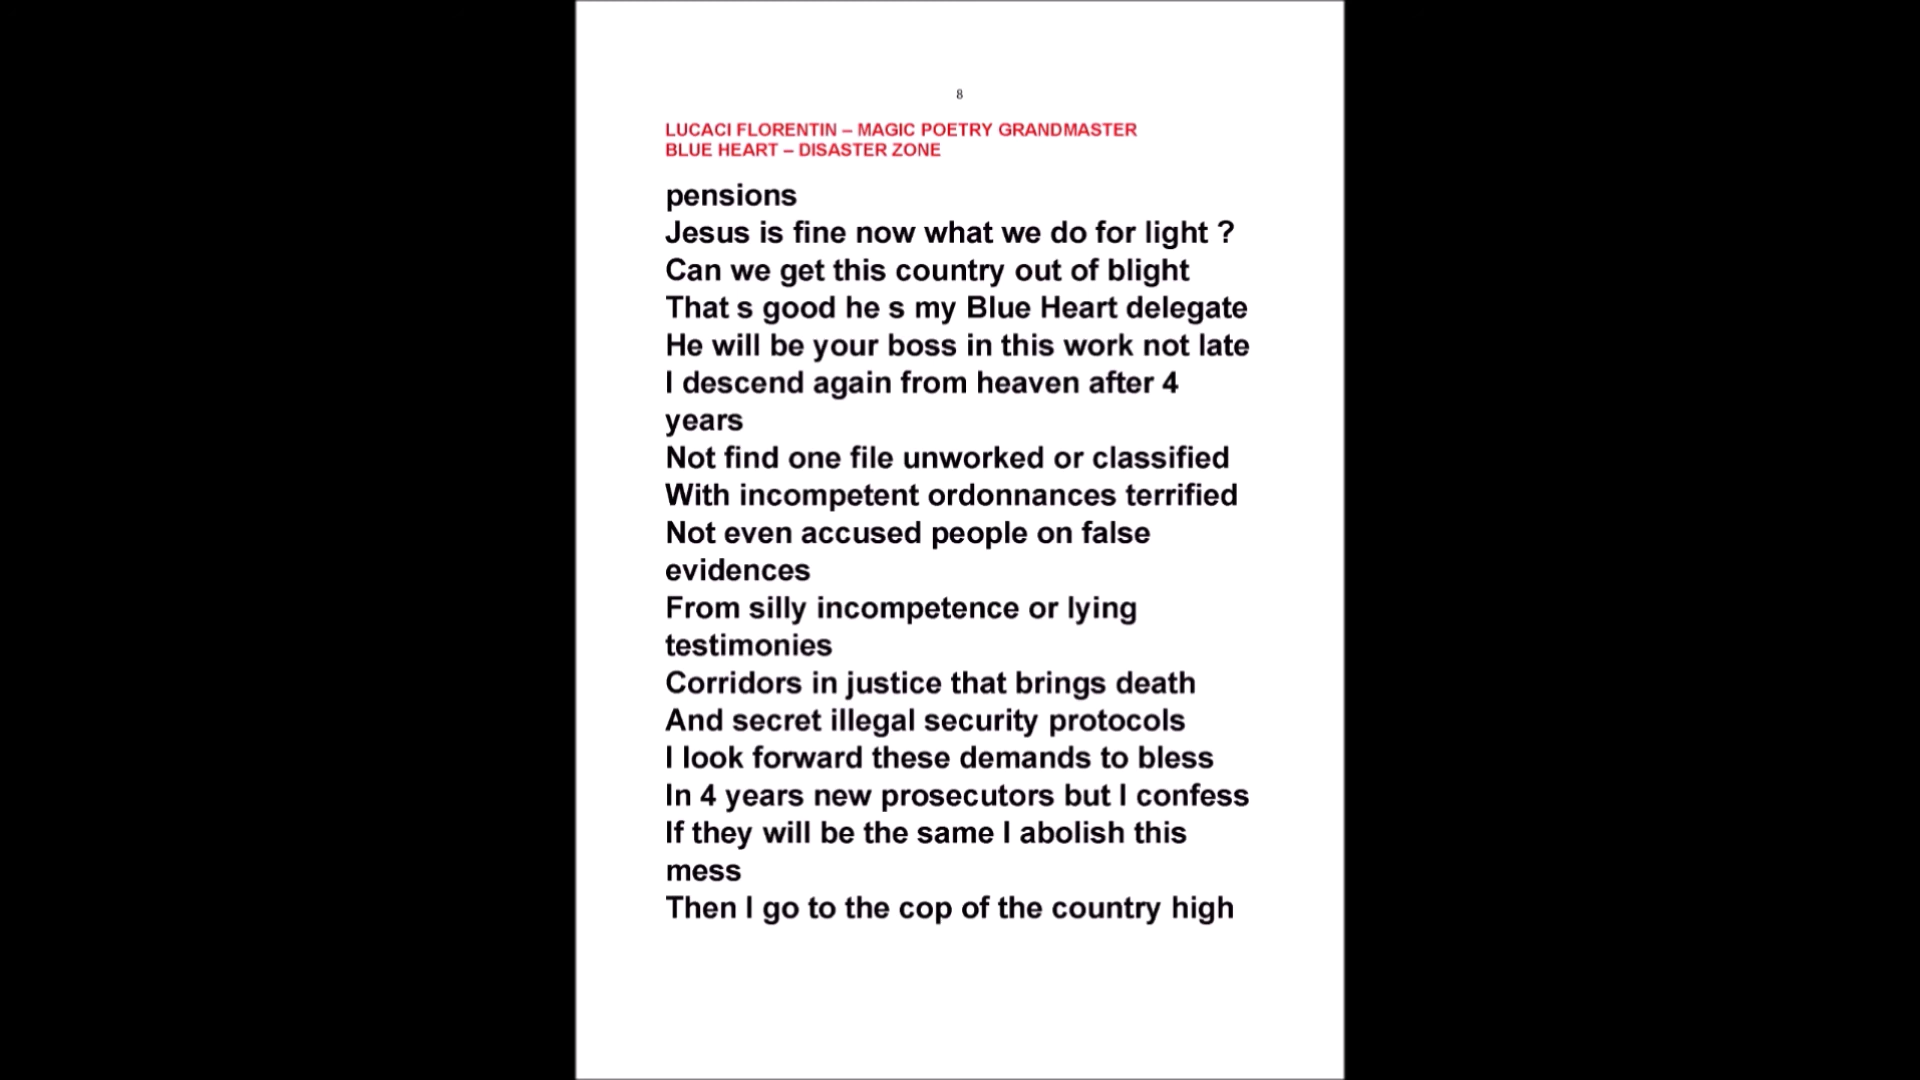 8
LUCACI FLORENTIN – MAGIC POETRY GRANDMASTER
BLUE HEART – DISASTER ZONE
pensions
Jesus is fine now what we do for light ?
Can we get this country out of blight
That s good he s my Blue Heart delegate
He will be your boss in this work not late
I descend again from heaven after 4
years
Not find one file unworked or classified
With incompetent ordonnances terrified
Not even accused people on false
evidences
From silly incompetence or lying
testimonies
Corridors in justice that brings death
And secret illegal security protocols
I look forward these demands to bless
In 4 years new prosecutors but I confess
If they will be the same I abolish this
mess
Then I go to the cop of the country high